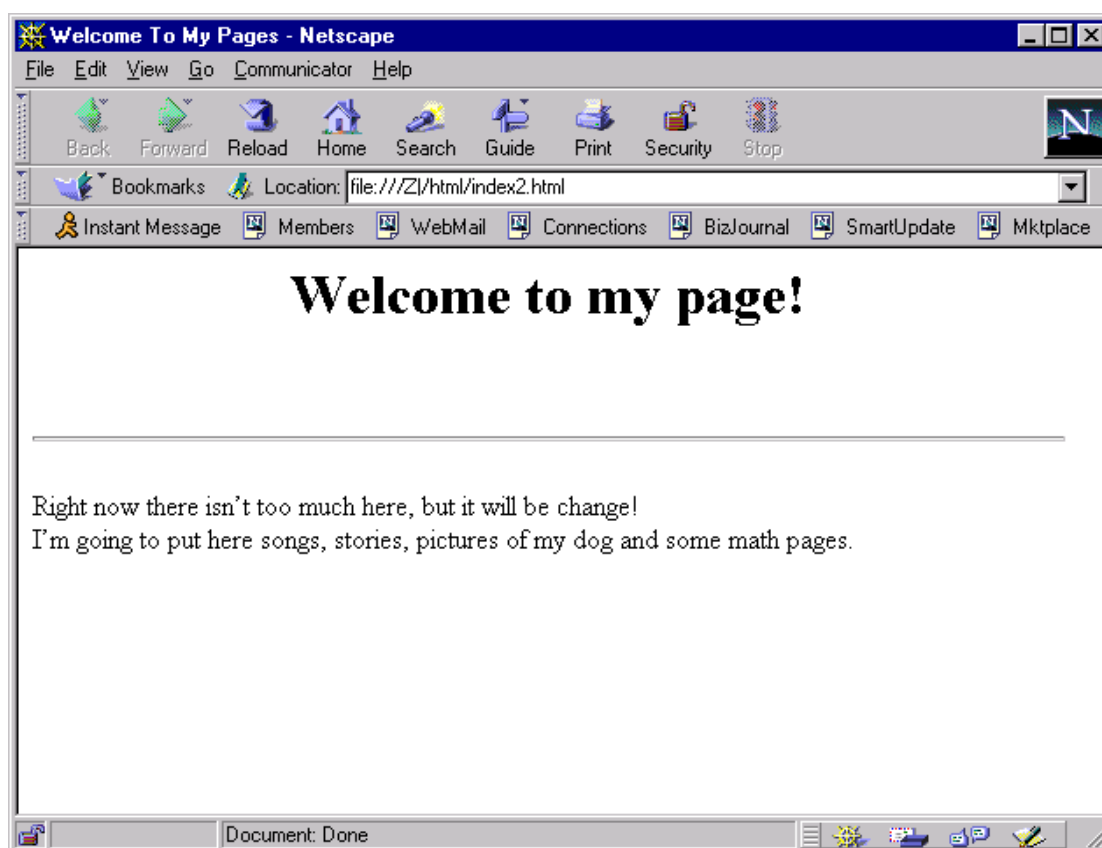 Welcome To My Pages - Netscape
File Edit View Go Communicator Help
Back Forward Reload Home Search Guide Print Security Stop
N
Bookmarks Location: file:///Z|/html/index2.html
Instant Message Members WebMail Connections BizJournal SmartUpdate Mktplace
Welcome to my page!
Right now there isn't too much here, but it will be change!
I'm going to put here songs, stories, pictures of my dog and some math pages.
Document: Done